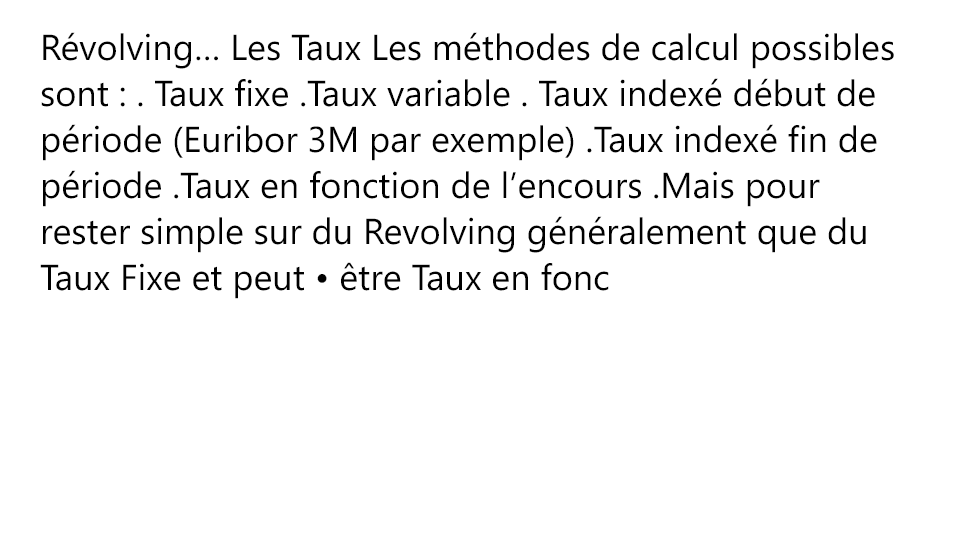 Révolving... Les Taux Les méthodes de calcul possibles
sont : . Taux fixe .Taux variable . Taux indexé début de
période (Euribor 3M par exemple) .Taux indexé fin de
période .Taux en fonction de l’encours .Mais pour
rester simple sur du Revolving généralement que du
Taux Fixe et peut • être Taux en fonc